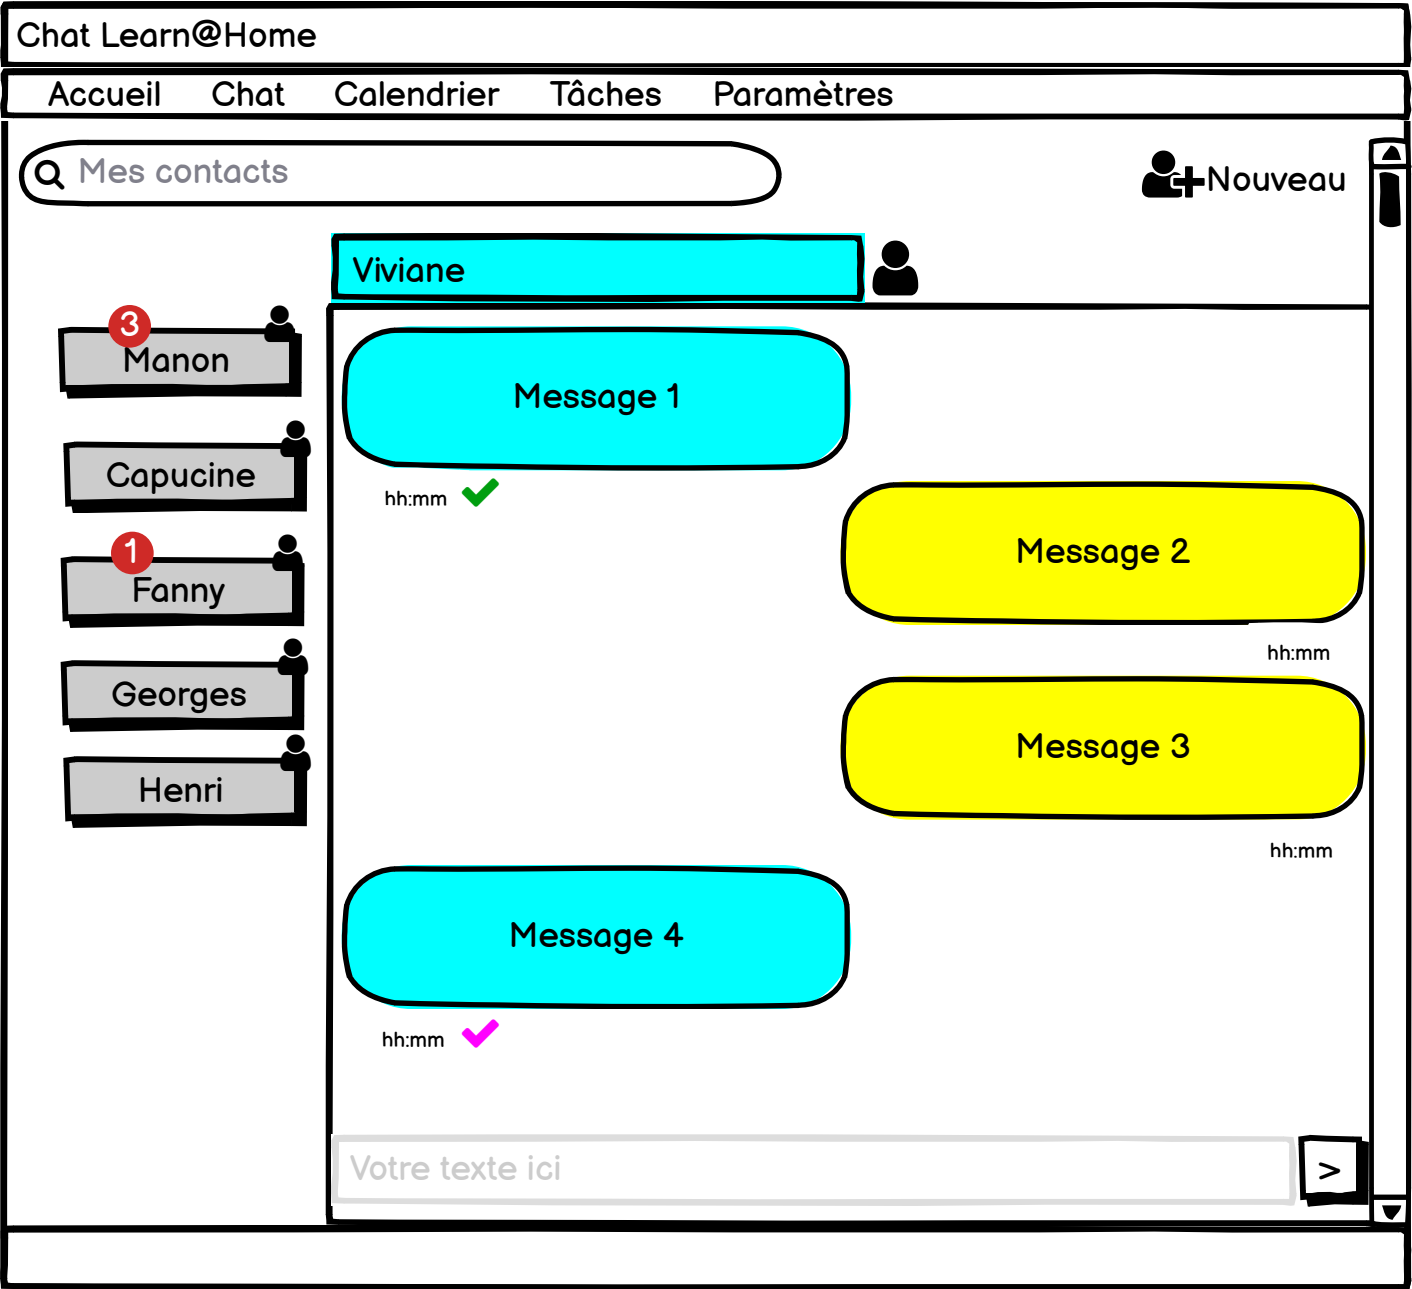 Chat Learn@Home
Accueil Chat Calendrier Tâches Paramètres
Mes contacts
Nouveau
Viviane
3
Manon
Capucine
1
Fanny
Georges
Henri
Message 1
hh:mm
Message 2
hh:mm
Message 3
hh:mm
Message 4
hh:mm
Votre texte ici
>